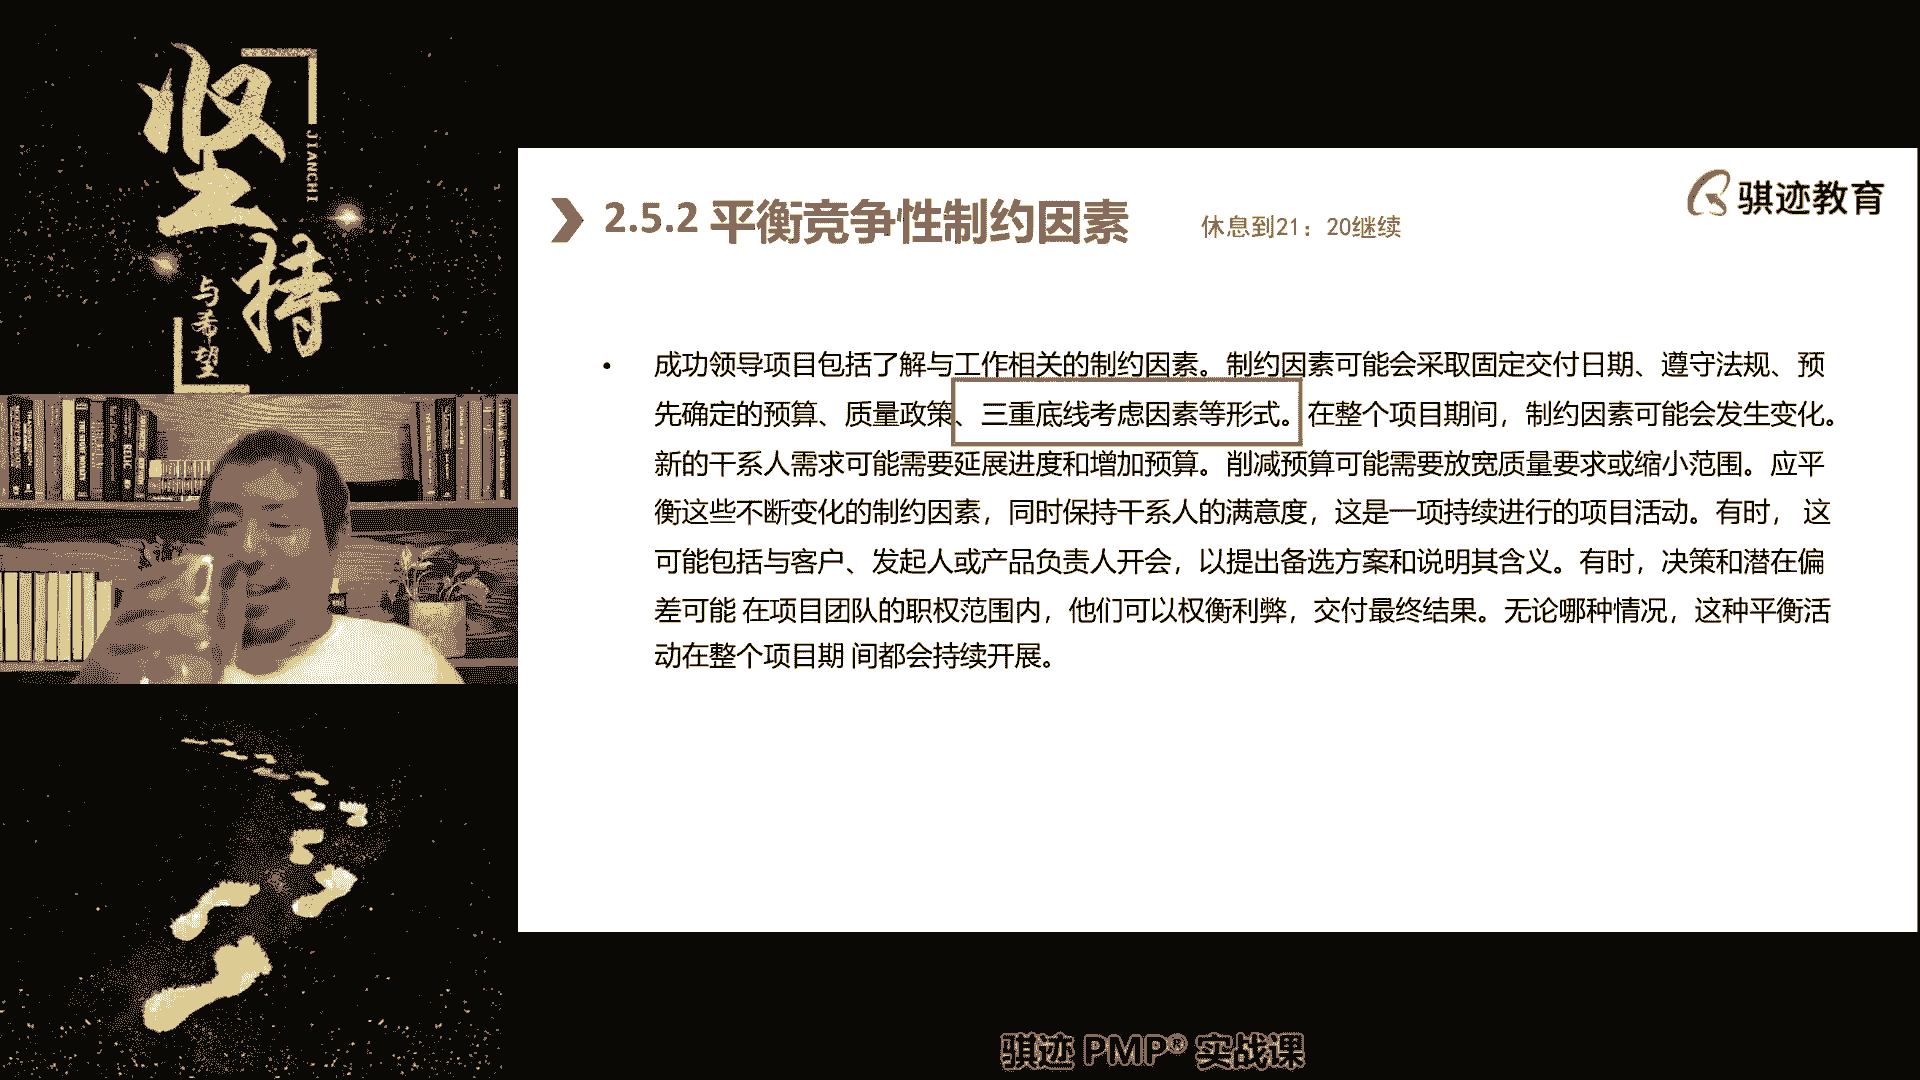 坚持
JIANCHI
与希望
2.5.2 平衡竞争性制约因素
休息到21：20继续
骐迹教育
• 成功领导项目包括了解与工作相关的制约因素。制约因素可能会采取固定交付日期、遵守法规、预
先确定的预算、质量政策、三重底线考虑因素等形式。在整个项目期间，制约因素可能会发生变化。
新的干系人需求可能需要延展进度和增加预算。削减预算可能需要放宽质量要求或缩小范围。应平
衡这些不断变化的制约因素，同时保持干系人的满意度，这是一项持续进行的项目活动。有时， 这
可能包括与客户、发起人或产品负责人开会，以提出备选方案和说明其含义。有时，决策和潜在偏
差可能 在项目团队的职权范围内，他们可以权衡利弊，交付最终结果。无论哪种情况，这种平衡活
动在整个项目期 间都会持续开展。
骐迹 PMP® 实战课